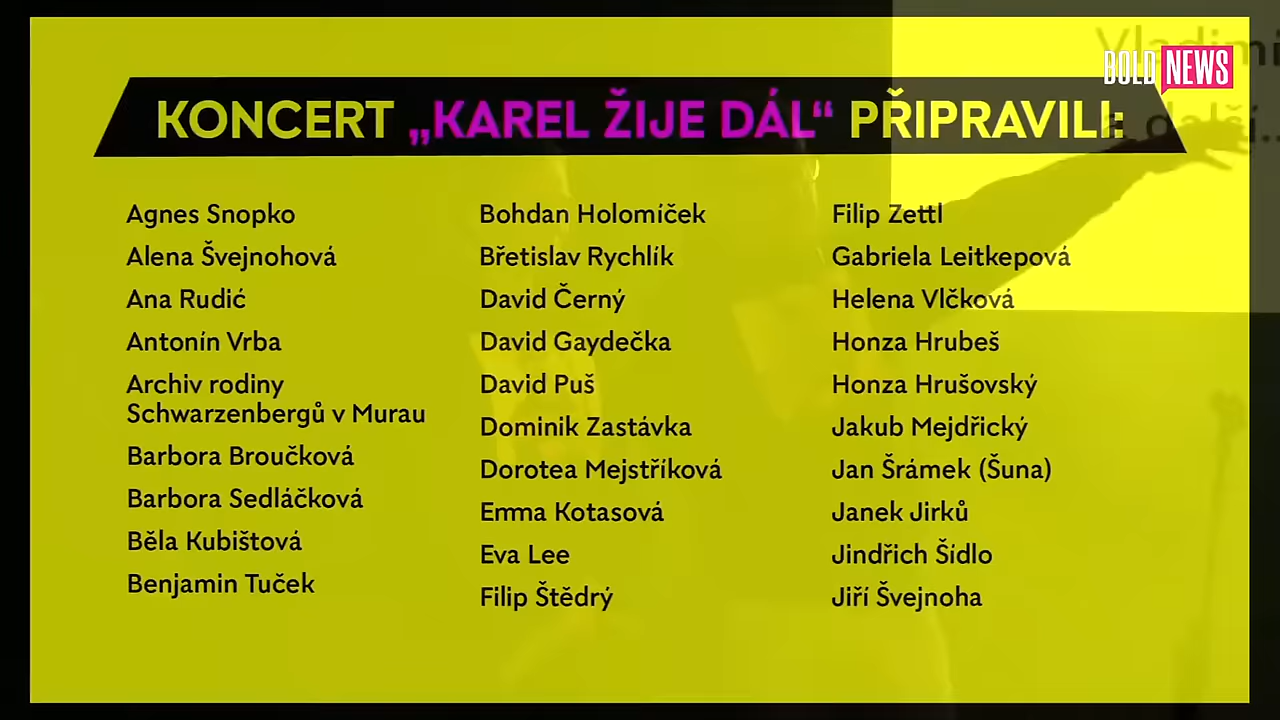 Vladimí
BOLD NEWS
a další...
KONCERT „KAREL ŽIJE DÁL“ PŘIPRAVILI:
Agnes Snopko
Alena Švejnohová
Ana Rudić
Antonín Vrba
Archiv rodiny
Schwarzenbergů v Murau
Barbora Broučková
Barbora Sedláčková
Běla Kubištová
Benjamin Tuček
Bohdan Holomíček
Břetislav Rychlík
David Černý
David Gaydečka
David Puš
Dominik Zastávka
Dorotea Mejstříková
Emma Kotasová
Eva Lee
Filip Štědrý
Filip Zettl
Gabriela Leitkepová
Helena Vlčková
Honza Hrubeš
Honza Hrušovský
Jakub Mejdřický
Jan Šrámek (Šuna)
Janek Jirků
Jindřich Šídlo
Jiří Švejnoha